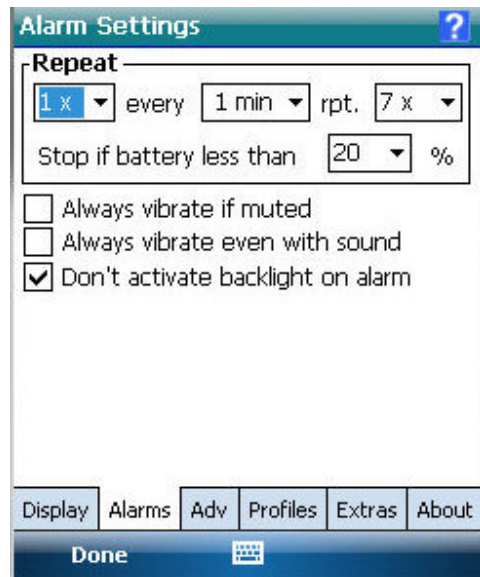 Alarm Settings ?
Repeat
1 x every 1 min rpt. 7 x
Stop if battery less than 20 %
Always vibrate if muted
Always vibrate even with sound
Don't activate backlight on alarm
Display Alarms Adv Profiles Extras About
Done